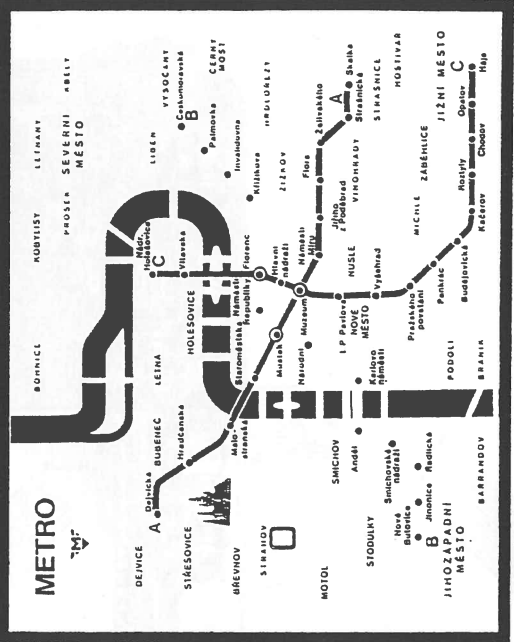 METRO
BOHNICE
KOBYLISY
LETŇANY
PROSEK
SEVERNÍ
MĚSTO
KBELY
DEJVICE
A
Dejvická
BUBENEČ
LETNÁ
Nádr.
Holešovice
C
LIBEŇ
VYSOČANY
Českomoravská
B
STŘEŠOVICE
Hradčanská
HOLEŠOVICE
Vltavská
Palmovka
ČERNÝ
MOST
BŘEVNOV
Malo-
stranská
Staroměstská
Náměstí
Republiky
Florenc
Invalidovna
Křižíkova
STRAHOV
Můstek
Hlavní
nádraží
ŽIŽKOV
HRDLOŘEZY
Národní
Muzeum
Náměstí
Míru
Jiřího
z Poděbrad
Flora
Želivského
A
Skalka
Strašnická
MOTOL
SMÍCHOV
Anděl
Karlovo
náměstí
I P Pavlova
NOVÉ
MĚSTO
NUSLE
Vyšehrad
VINOHRADY
STRAŠNICE
HOSTIVAŘ
STODŮLKY
Smíchovské
nádraží
Pražského
povstání
Pankrác
MICHLE
ZÁBĚHLICE
JIŽNÍ MĚSTO
Nové
Butovice
B
Jinonice
Radlická
JIHOZÁPADNÍ
MĚSTO
PODOLÍ
Budějovická
Kačerov
Roztyly
Chodov
Opatov
C
Háje
BARRANDOV
BRANÍK